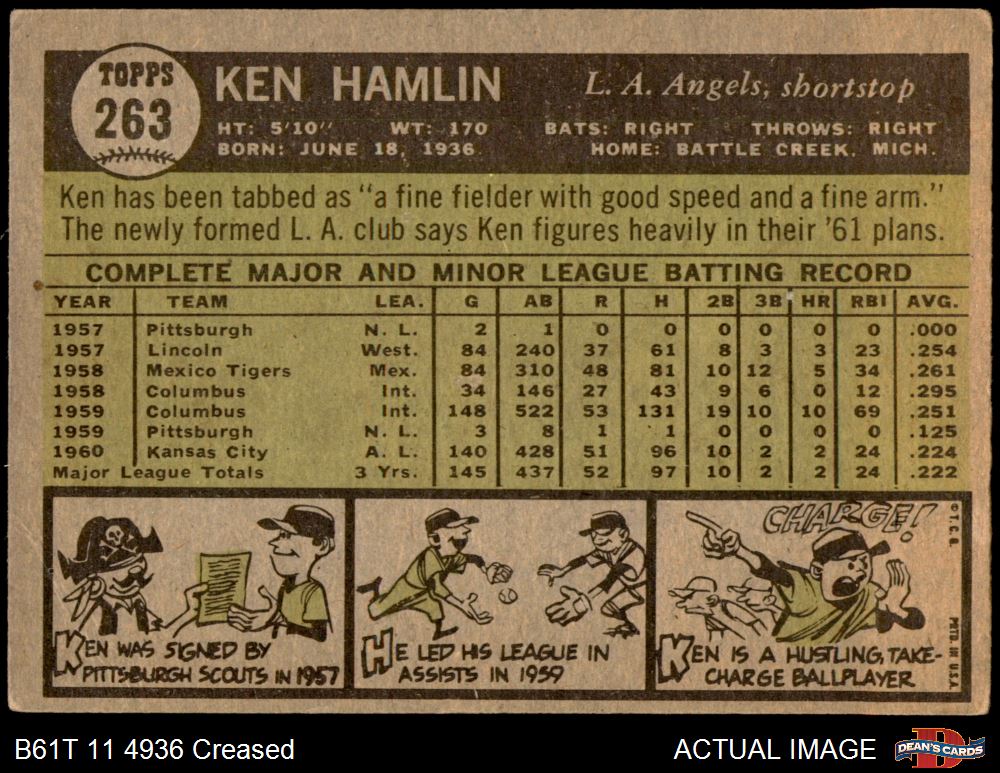 TOPPS
263
KEN HAMLIN
L. A. Angels, shortstop
HT: 5'10" WT: 170 BATS: RIGHT THROWS: RIGHT
BORN: JUNE 18, 1936 HOME: BATTLE CREEK, MICH.
Ken has been tabbed as "a fine fielder with good speed and a fine arm."
The newly formed L. A. club says Ken figures heavily in their '61 plans.
COMPLETE MAJOR AND MINOR LEAGUE BATTING RECORD
YEAR TEAM LEA. G AB R H 2B 3B HR RBI AVG.
1957 Pittsburgh N. L. 2 1 0 0 0 0 0 0 .000
1957 Lincoln West. 84 240 37 61 8 3 3 23 .254
1958 Mexico Tigers Mex. 84 310 48 81 10 12 5 34 .261
1958 Columbus Int. 34 146 27 43 9 6 0 12 .295
1959 Columbus Int. 148 522 53 131 19 10 10 69 .251
1959 Pittsburgh N. L. 3 8 1 1 0 0 0 0 .125
1960 Kansas City A. L. 140 428 51 96 10 2 2 24 .224
Major League Totals 3 Yrs. 145 437 52 97 10 2 2 24 .222
KEN WAS SIGNED BY
PITTSBURGH SCOUTS IN 1957
HE LED HIS LEAGUE IN
ASSISTS IN 1959
CHARGE!
KEN IS A HUSTLING, TAKE-
CHARGE BALLPLAYER
© T. C. G. PRTD. IN U.S.A.
B61T 11 4936 Creased
ACTUAL IMAGE
D
DEAN'S CARDS